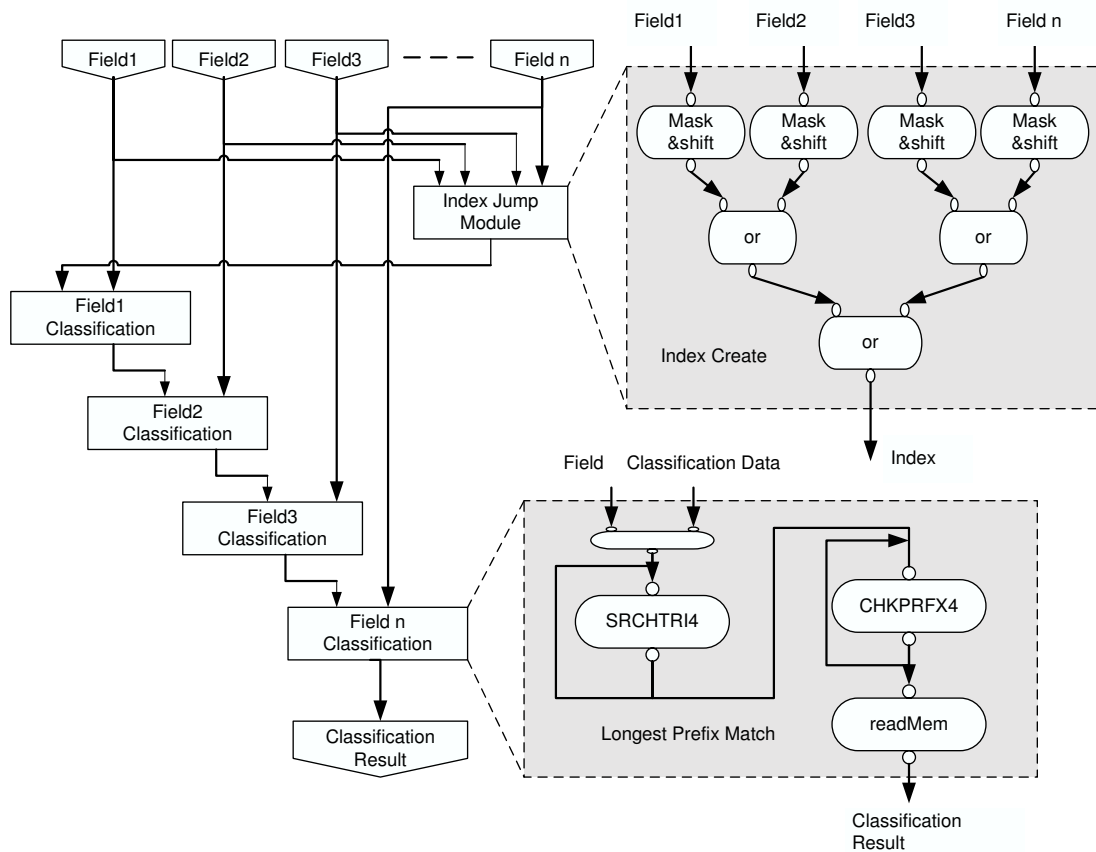 Field1
Field2
Field3
Field n
Field1
Field2
Field3
Field n
Mask
&shift
Mask
&shift
Mask
&shift
Mask
&shift
Index Jump
Module
or
or
Field1
Classification
or
Index Create
Field2
Classification
Index
Field
Classification Data
Field3
Classification
SRCHTRI4
CHKPRFX4
Field n
Classification
readMem
Longest Prefix Match
Classification
Result
Classification
Result